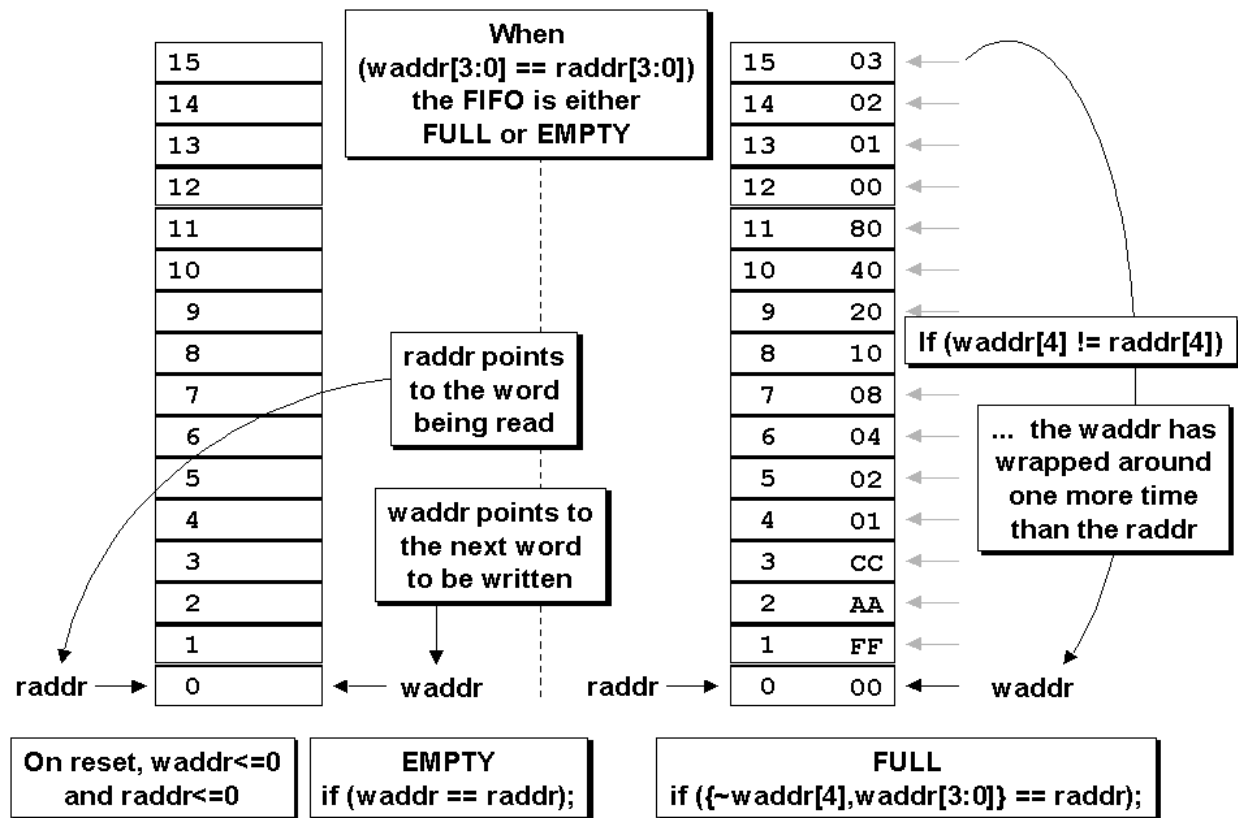 When
(waddr[3:0] == raddr[3:0])
the FIFO is either
FULL or EMPTY
15
14
13
12
11
10
9
8
7
6
5
4
3
2
1
0
raddr points
to the word
being read
waddr points to
the next word
to be written
raddr
waddr
15 03
14 02
13 01
12 00
11 80
10 40
9 20
8 10
7 08
6 04
5 02
4 01
3 CC
2 AA
1 FF
0 00
raddr
waddr
If (waddr[4] != raddr[4])
... the waddr has
wrapped around
one more time
than the raddr
On reset, waddr<=0
and raddr<=0
EMPTY
if (waddr == raddr);
FULL
if ({~waddr[4],waddr[3:0]} == raddr);